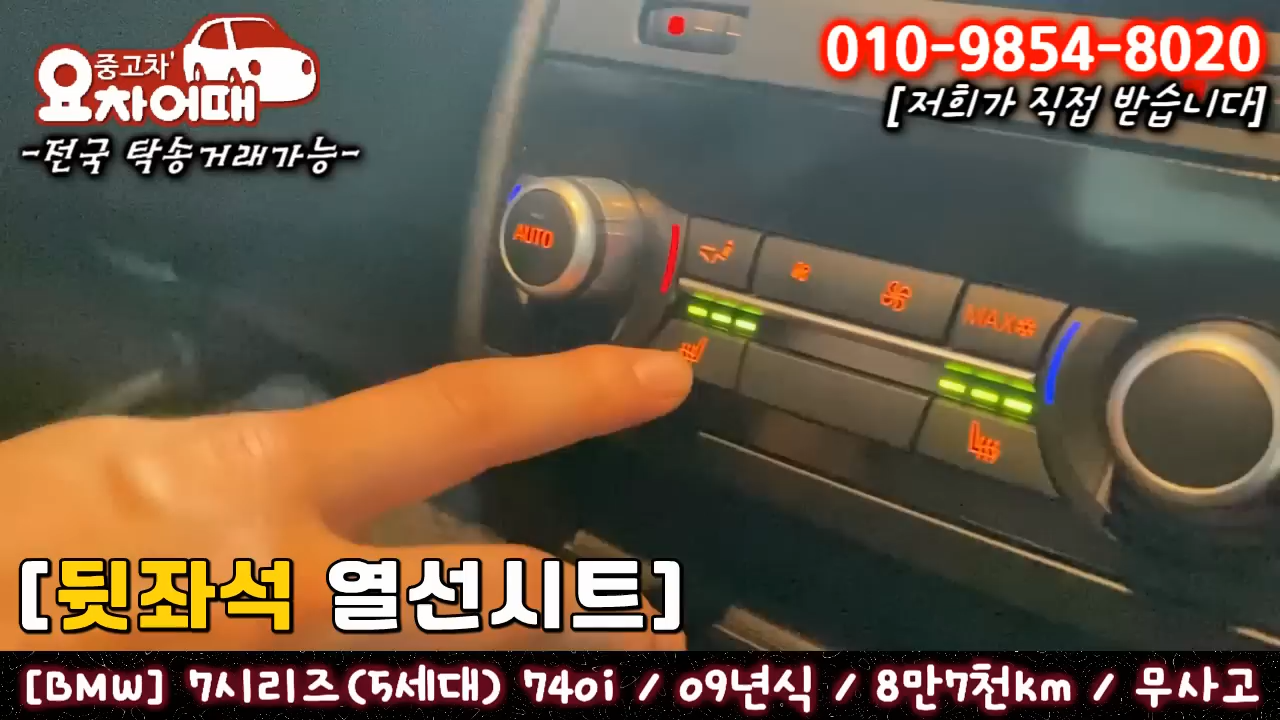 중고차'
요차어때
-전국 탁송거래가능-
010-9854-8020
[저희가 직접 받습니다]
AUTO
MAX
[뒷좌석 열선시트]
[BMW] 7시리즈(5세대) 740i / 09년식 / 8만7천km / 무사고